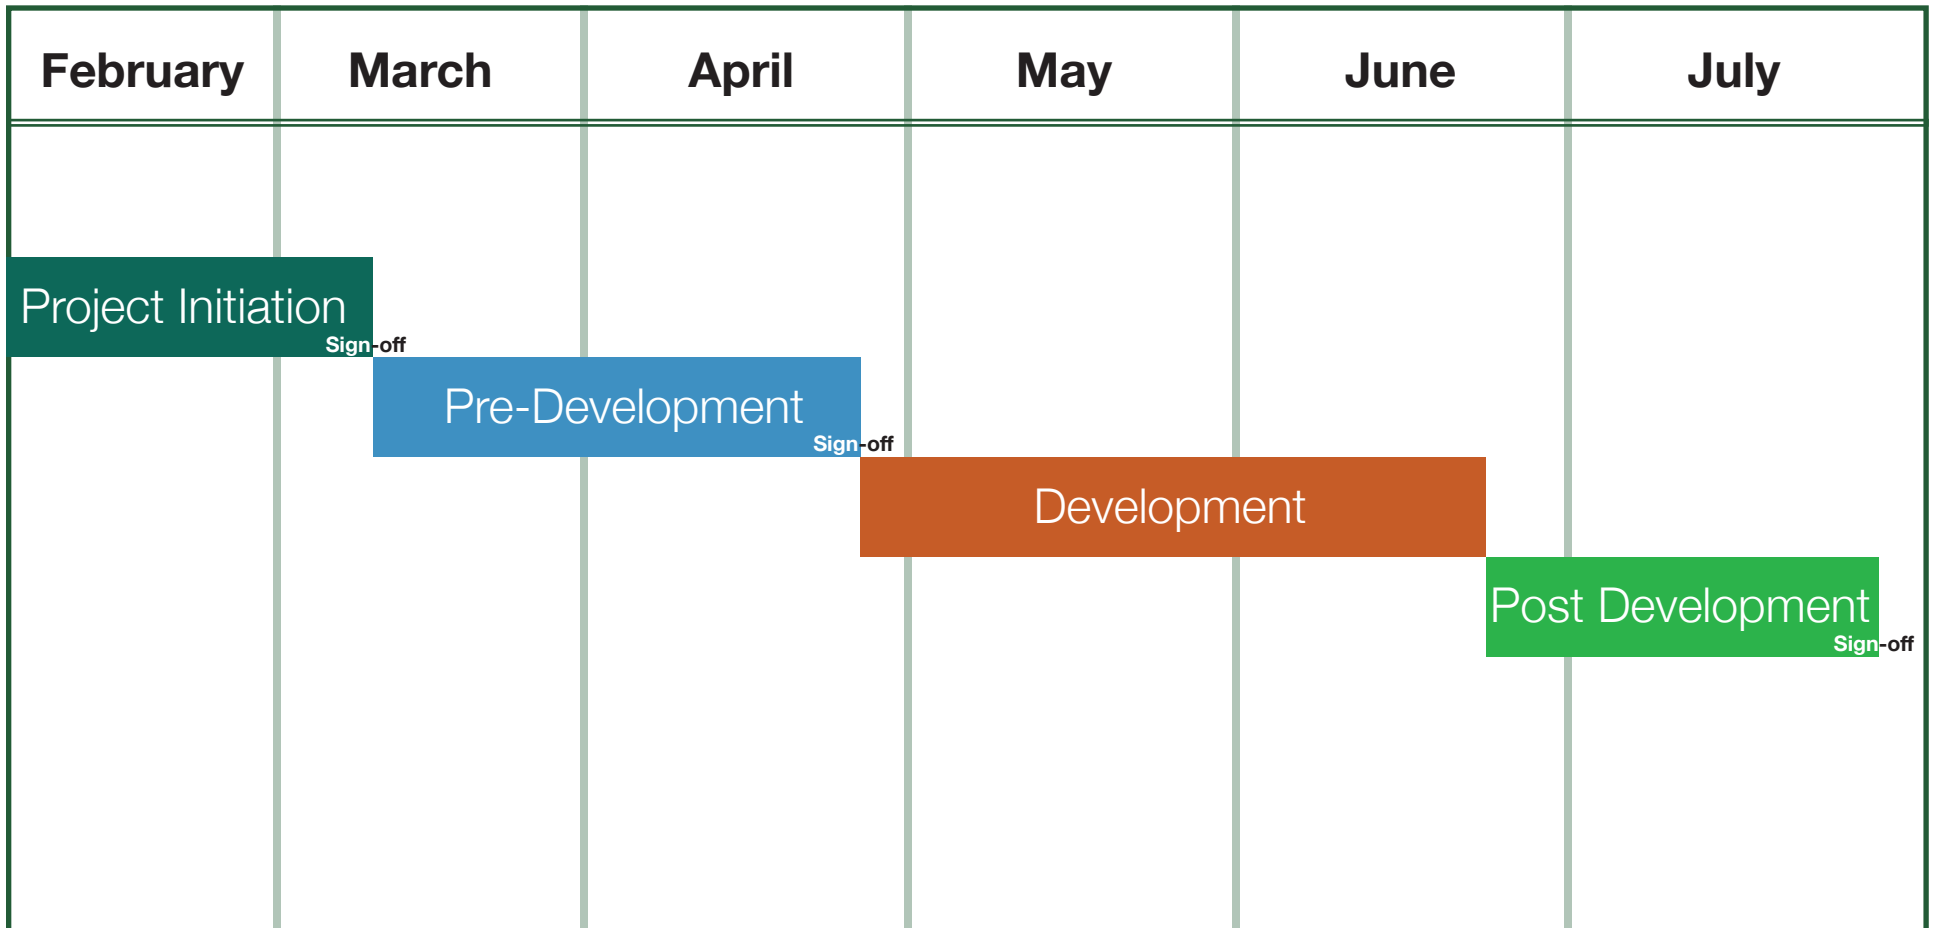 February March April May June July
Project Initiation
Sign-off
Pre-Development
Sign-off
Development
Post Development
Sign-off